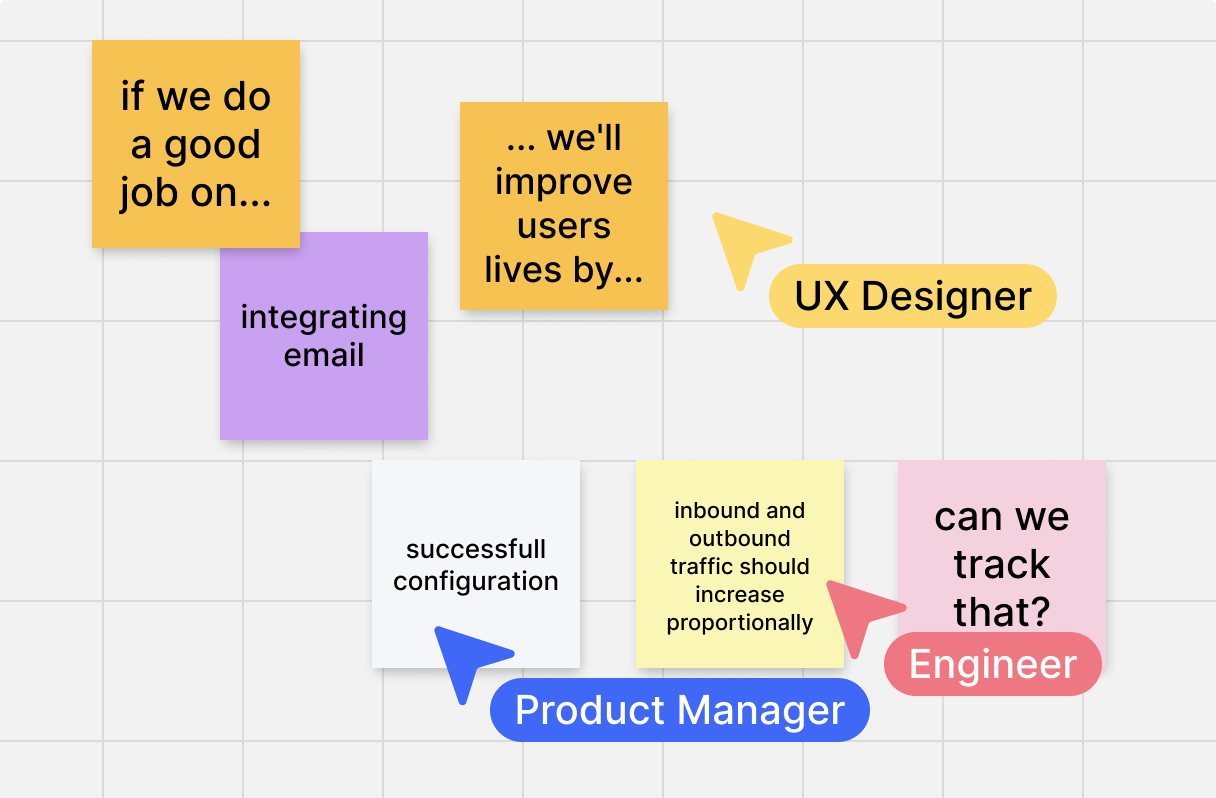 if we do
a good
job on...
... we'll
improve
users
lives by...
UX Designer
integrating
email
successfull
configuration
inbound and
outbound
traffic should
increase
proportionally
can we
track
that?
Engineer
Product Manager